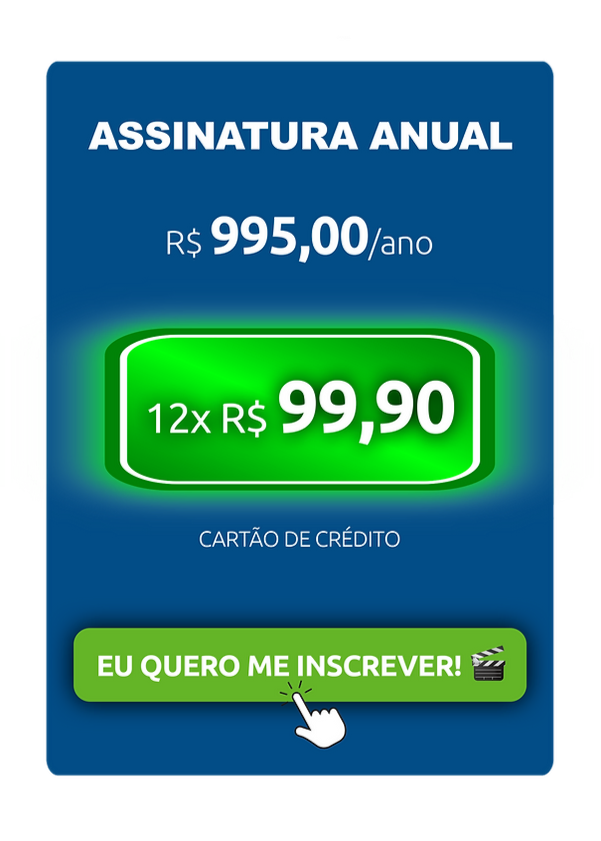 ASSINATURA ANUAL
R$ 995,00/ano
12x R$ 99,90
CARTÃO DE CRÉDITO
EU QUERO ME INSCREVER!